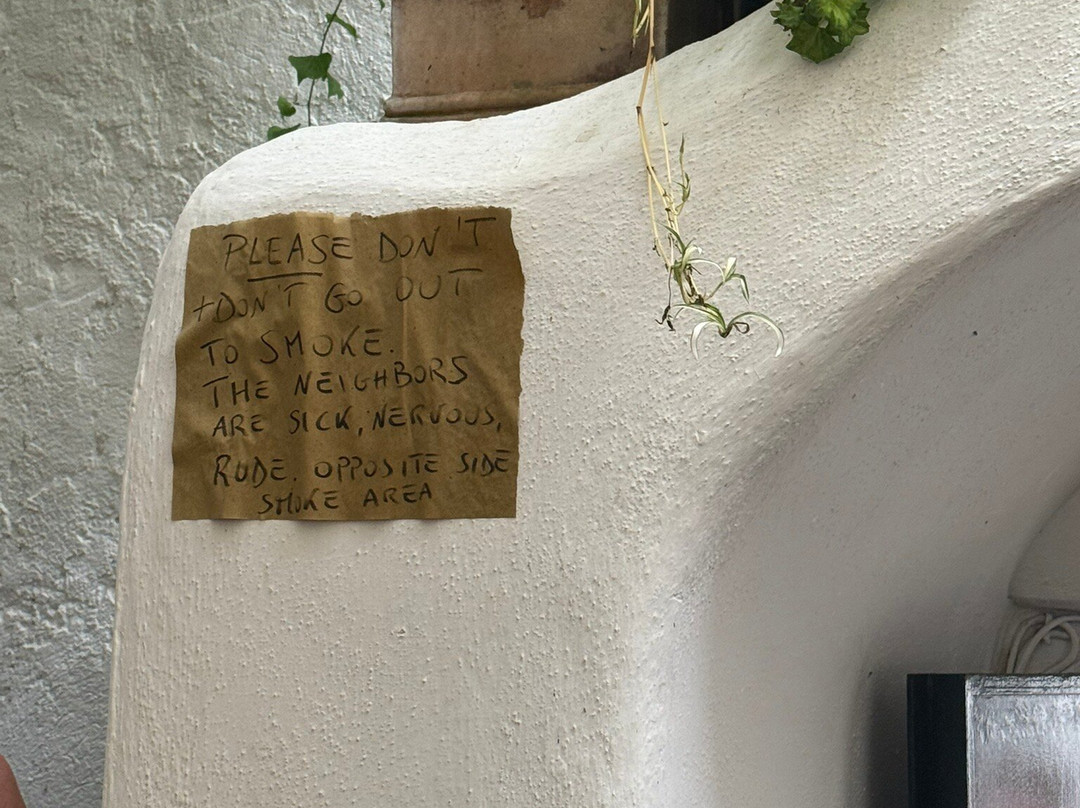 PLEASE DON'T
+DON'T GO OUT
TO SMOKE.
THE NEIGHBORS
ARE SICK, NERVOUS,
RUDE. OPPOSITE SIDE
SMOKE AREA